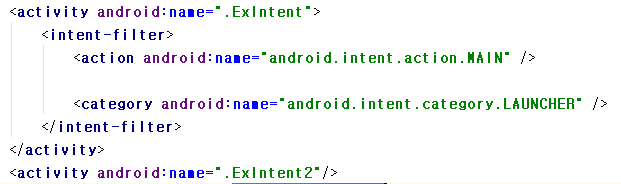 <activity android:name=".ExIntent">
<intent-filter>
<action android:name="android.intent.action.MAIN" />
<category android:name="android.intent.category.LAUNCHER" />
</intent-filter>
</activity>
<activity android:name=".ExIntent2"/>